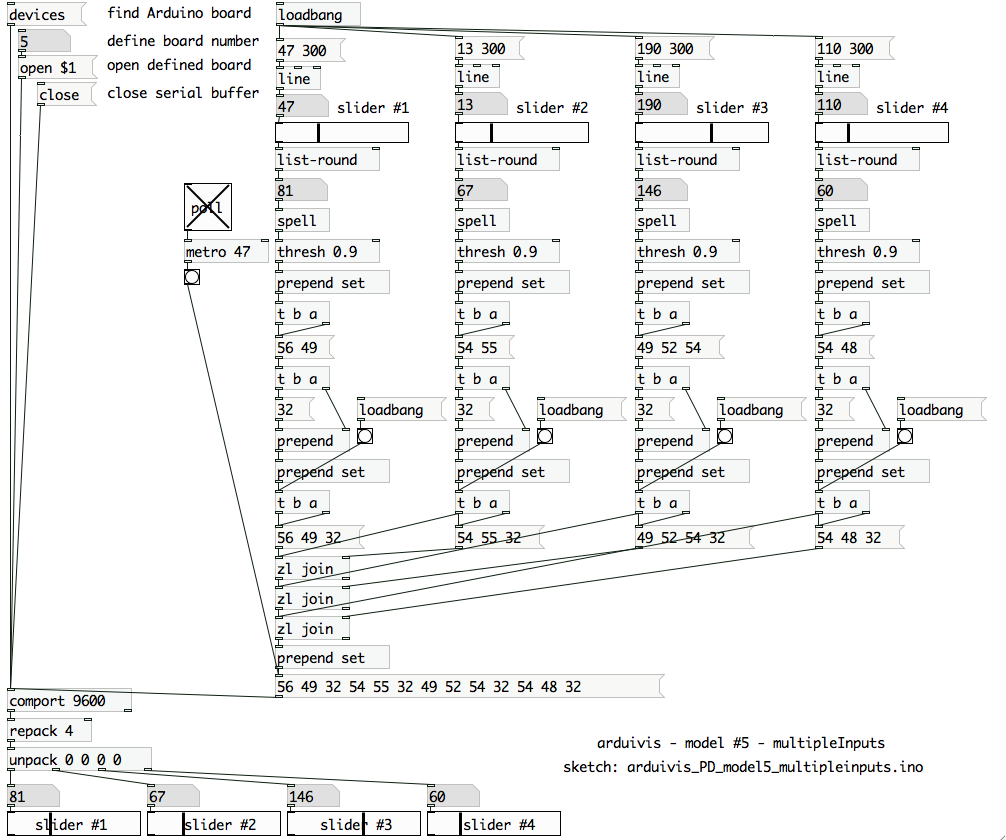 devices find Arduino board loadbang
5 define board number 47 300 13 300 190 300 110 300
open $1 open defined board line line line line
close close serial buffer
47 slider #1 13 slider #2 190 slider #3 110 slider #4
list-round list-round list-round list-round
81 67 146 60
poll
spell spell spell spell
metro 47 thresh 0.9 thresh 0.9 thresh 0.9 thresh 0.9
prepend set prepend set prepend set prepend set
t b a t b a t b a t b a
56 49 54 55 49 52 54 54 48
t b a t b a t b a t b a
32 loadbang 32 loadbang 32 loadbang 32 loadbang
prepend prepend prepend prepend
prepend set prepend set prepend set prepend set
t b a t b a t b a t b a
56 49 32 54 55 32 49 52 54 32 54 48 32
zl join
zl join
zl join
prepend set
56 49 32 54 55 32 49 52 54 32 54 48 32
comport 9600
repack 4
unpack 0 0 0 0
arduivis - model #5 - multipleInputs
sketch: arduivis_PD_model5_multipleinputs.ino
81 67 146 60
slider #1 slider #2 slider #3 slider #4